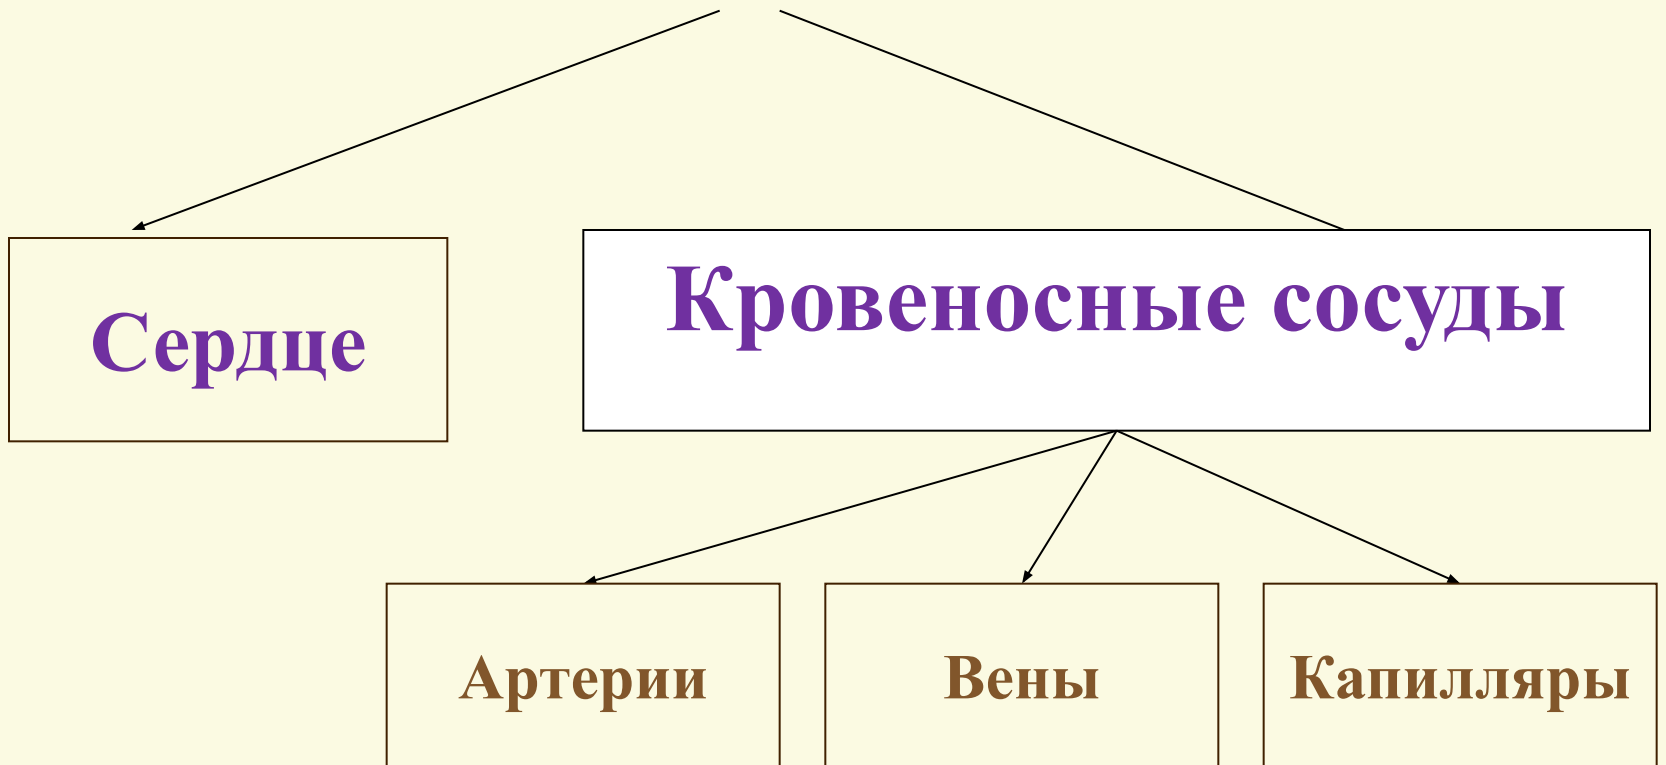 Сердце
Кровеносные сосуды
Артерии
Вены
Капилляры